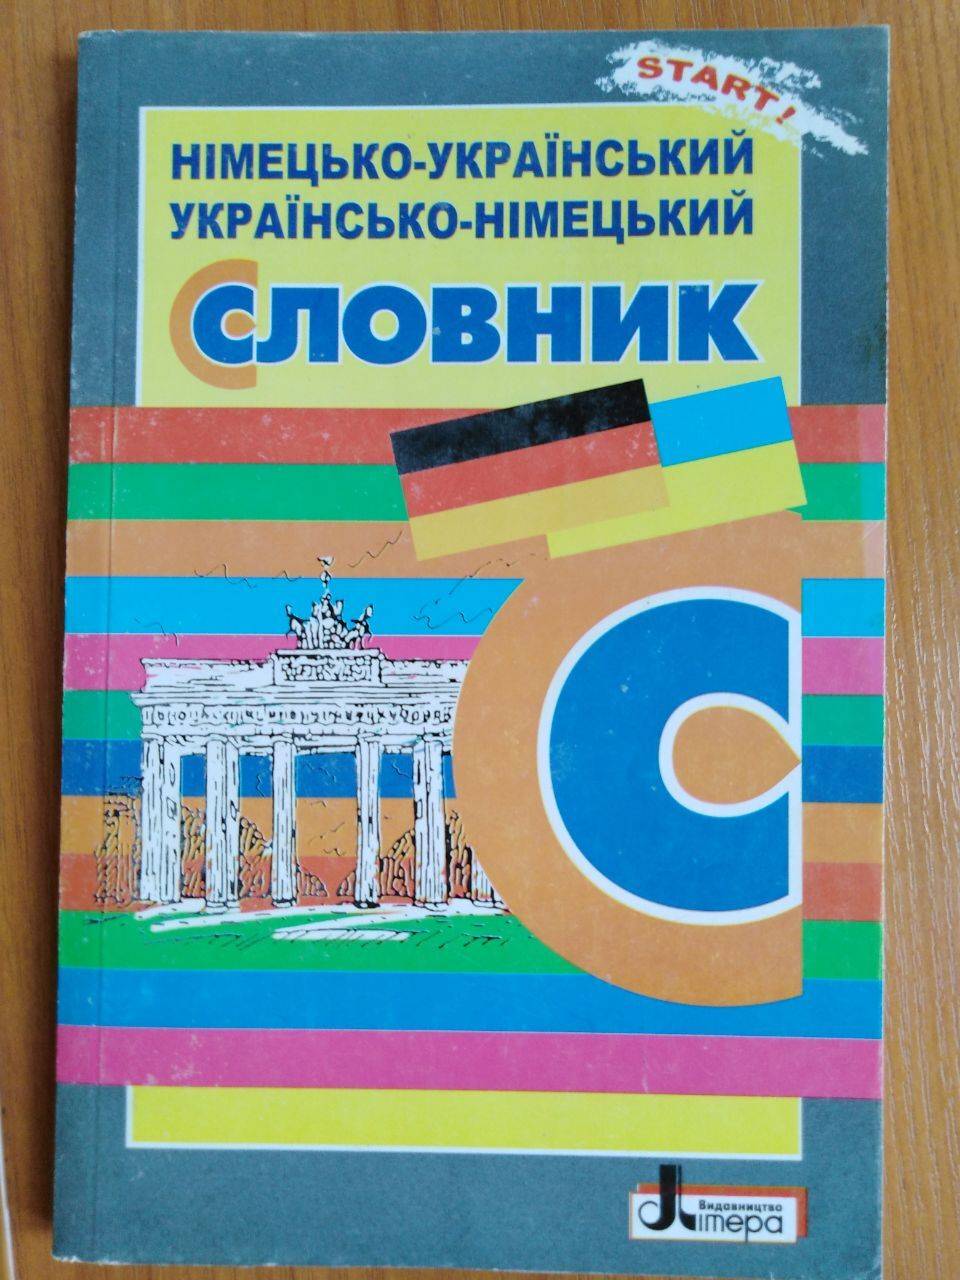 START!
НІМЕЦЬКО-УКРАЇНСЬКИЙ
УКРАЇНСЬКО-НІМЕЦЬКИЙ
СЛОВНИК
С
Видавництво
Літера